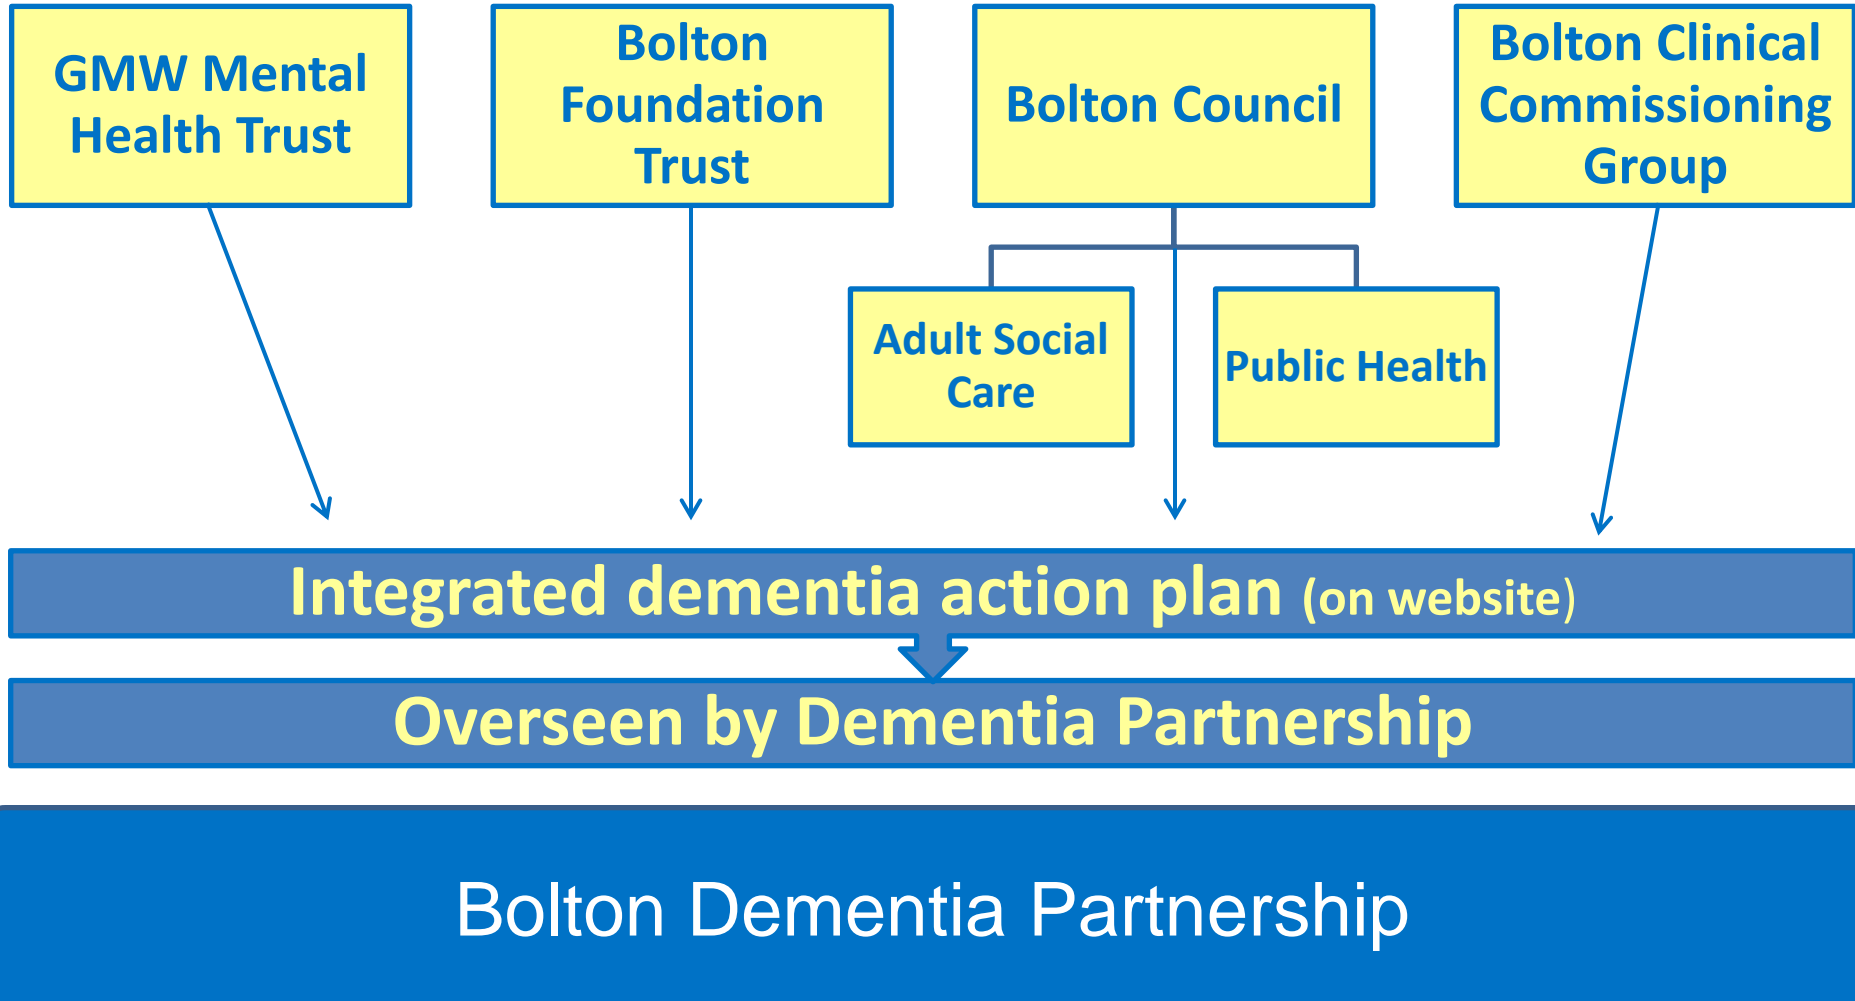 GMW Mental
Health Trust
Bolton
Foundation
Trust
Bolton Council
Bolton Clinical
Commissioning
Group
Adult Social
Care
Public Health
Integrated dementia action plan (on website)
Overseen by Dementia Partnership
Bolton Dementia Partnership